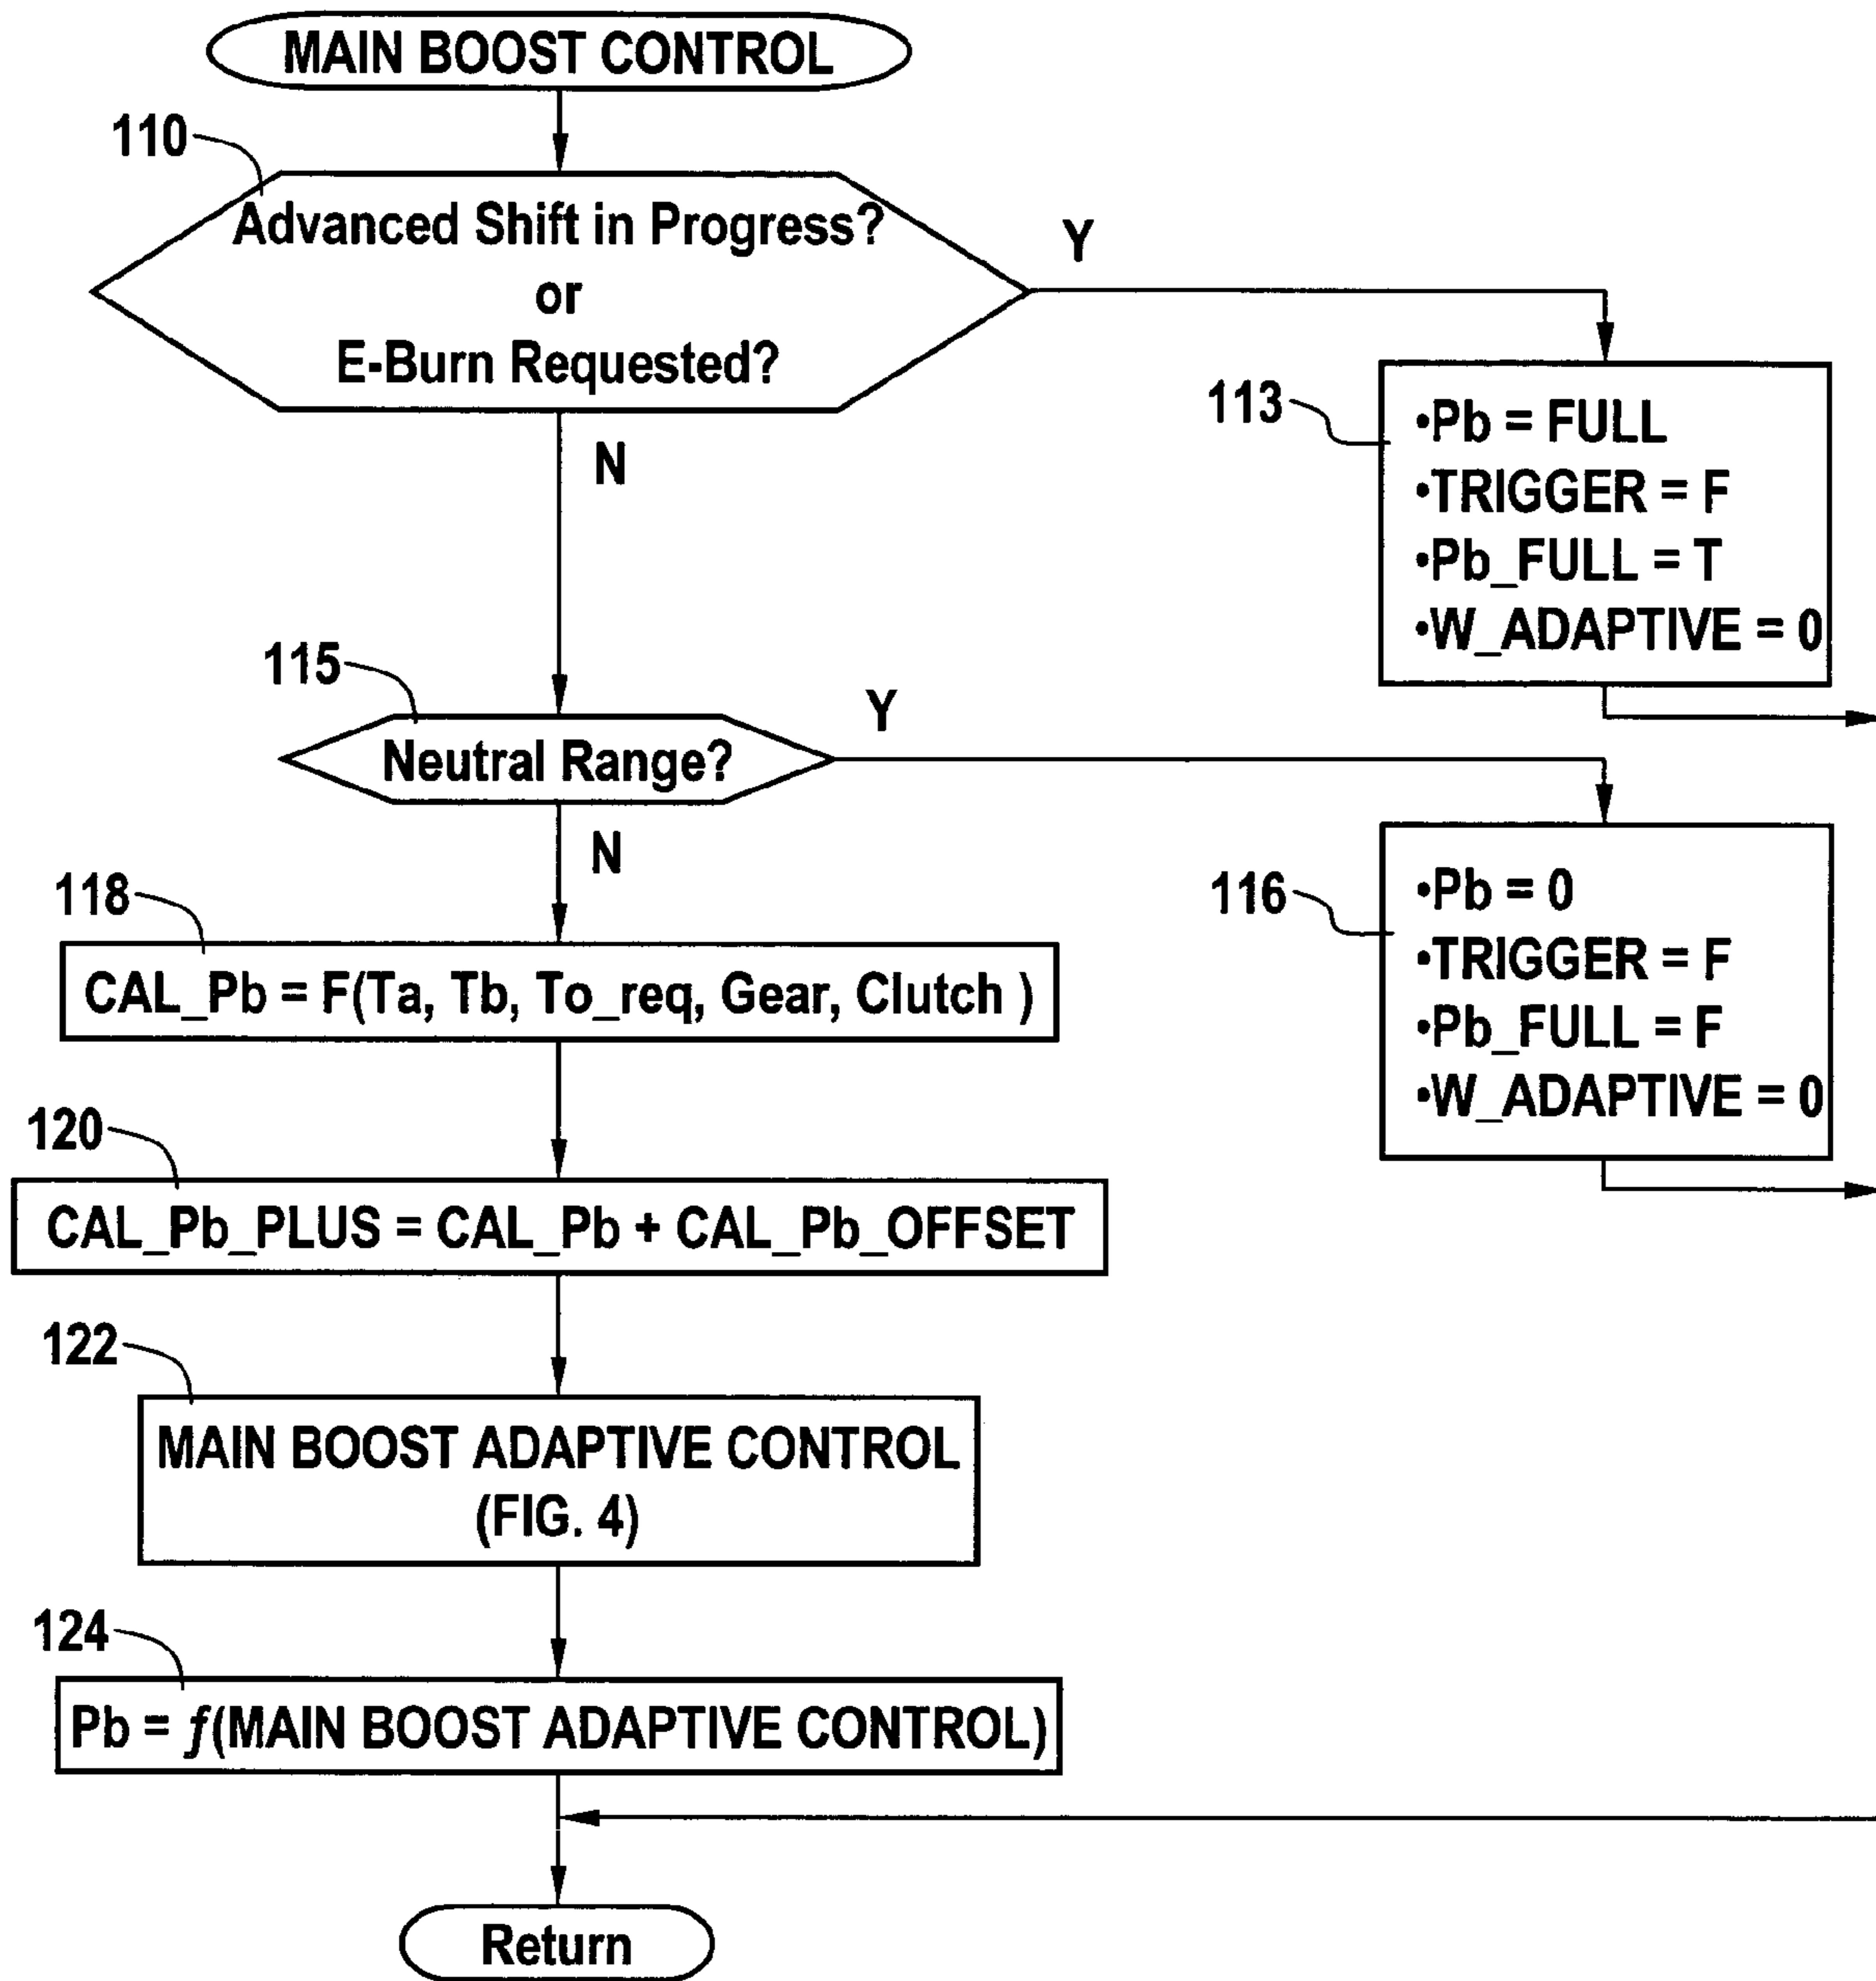 MAIN BOOST CONTROL
110
Advanced Shift in Progress?
or
E-Burn Requested?
Y
N
113
•Pb = FULL
•TRIGGER = F
•Pb_FULL = T
•W_ADAPTIVE = 0
115
Neutral Range?
Y
N
116
•Pb = 0
•TRIGGER = F
•Pb_FULL = F
•W_ADAPTIVE = 0
118
CAL_Pb = F(Ta, Tb, To_req, Gear, Clutch )
120
CAL_Pb_PLUS = CAL_Pb + CAL_Pb_OFFSET
122
MAIN BOOST ADAPTIVE CONTROL
(FIG. 4)
124
Pb = ƒ(MAIN BOOST ADAPTIVE CONTROL)
Return